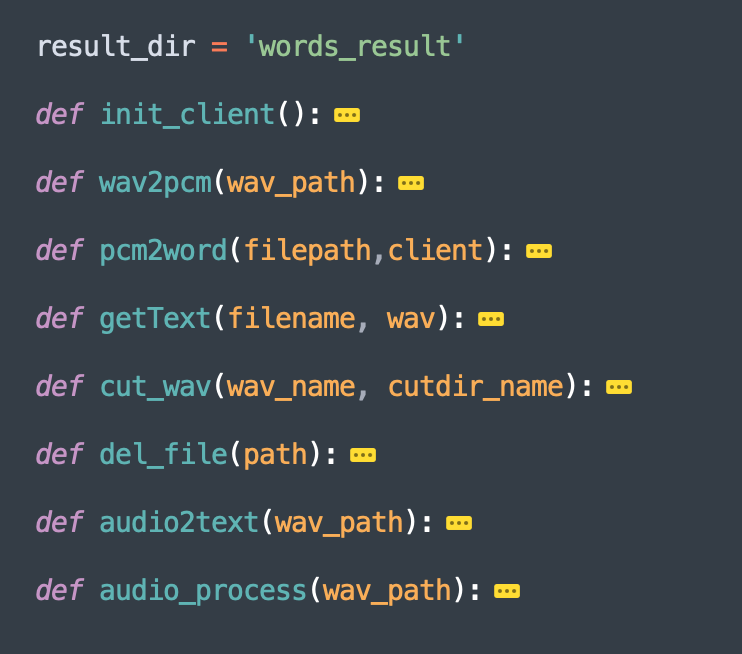 result_dir = 'words_result'
def init_client():
def wav2pcm(wav_path):
def pcm2word(filepath,client):
def getText(filename, wav):
def cut_wav(wav_name, cutdir_name):
def del_file(path):
def audio2text(wav_path):
def audio_process(wav_path):